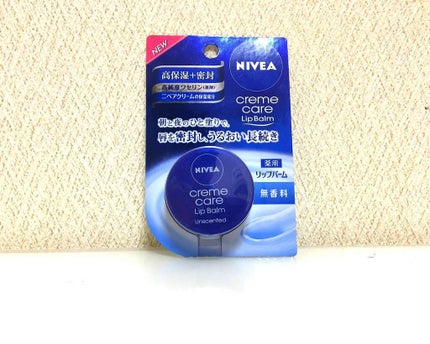 NEW
高保湿+密封
高純度ワセリン(基剤)
ニベアクリームの保湿成分
朝と夜のひと塗りで、
唇を密封し、うるおい長続き
NIVEA
creme
care
Lip Balm
薬用
リップバーム
無香料
NIVEA
creme
care
Lip Balm
Unscented